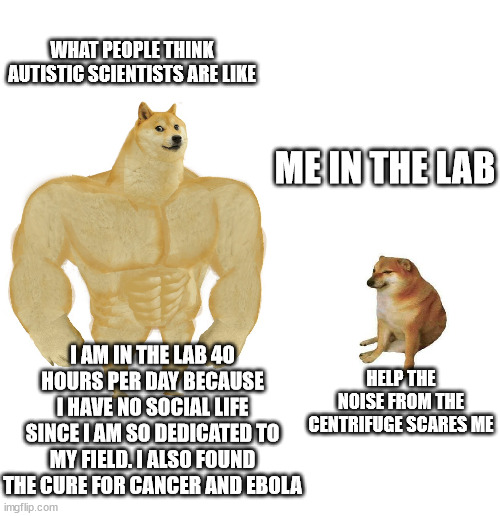 WHAT PEOPLE THINK
AUTISTIC SCIENTISTS ARE LIKE
ME IN THE LAB
I AM IN THE LAB 40
HOURS PER DAY BECAUSE
I HAVE NO SOCIAL LIFE
SINCE I AM SO DEDICATED TO
MY FIELD. I ALSO FOUND
THE CURE FOR CANCER AND EBOLA
HELP THE
NOISE FROM THE
CENTRIFUGE SCARES ME
imgflip.com